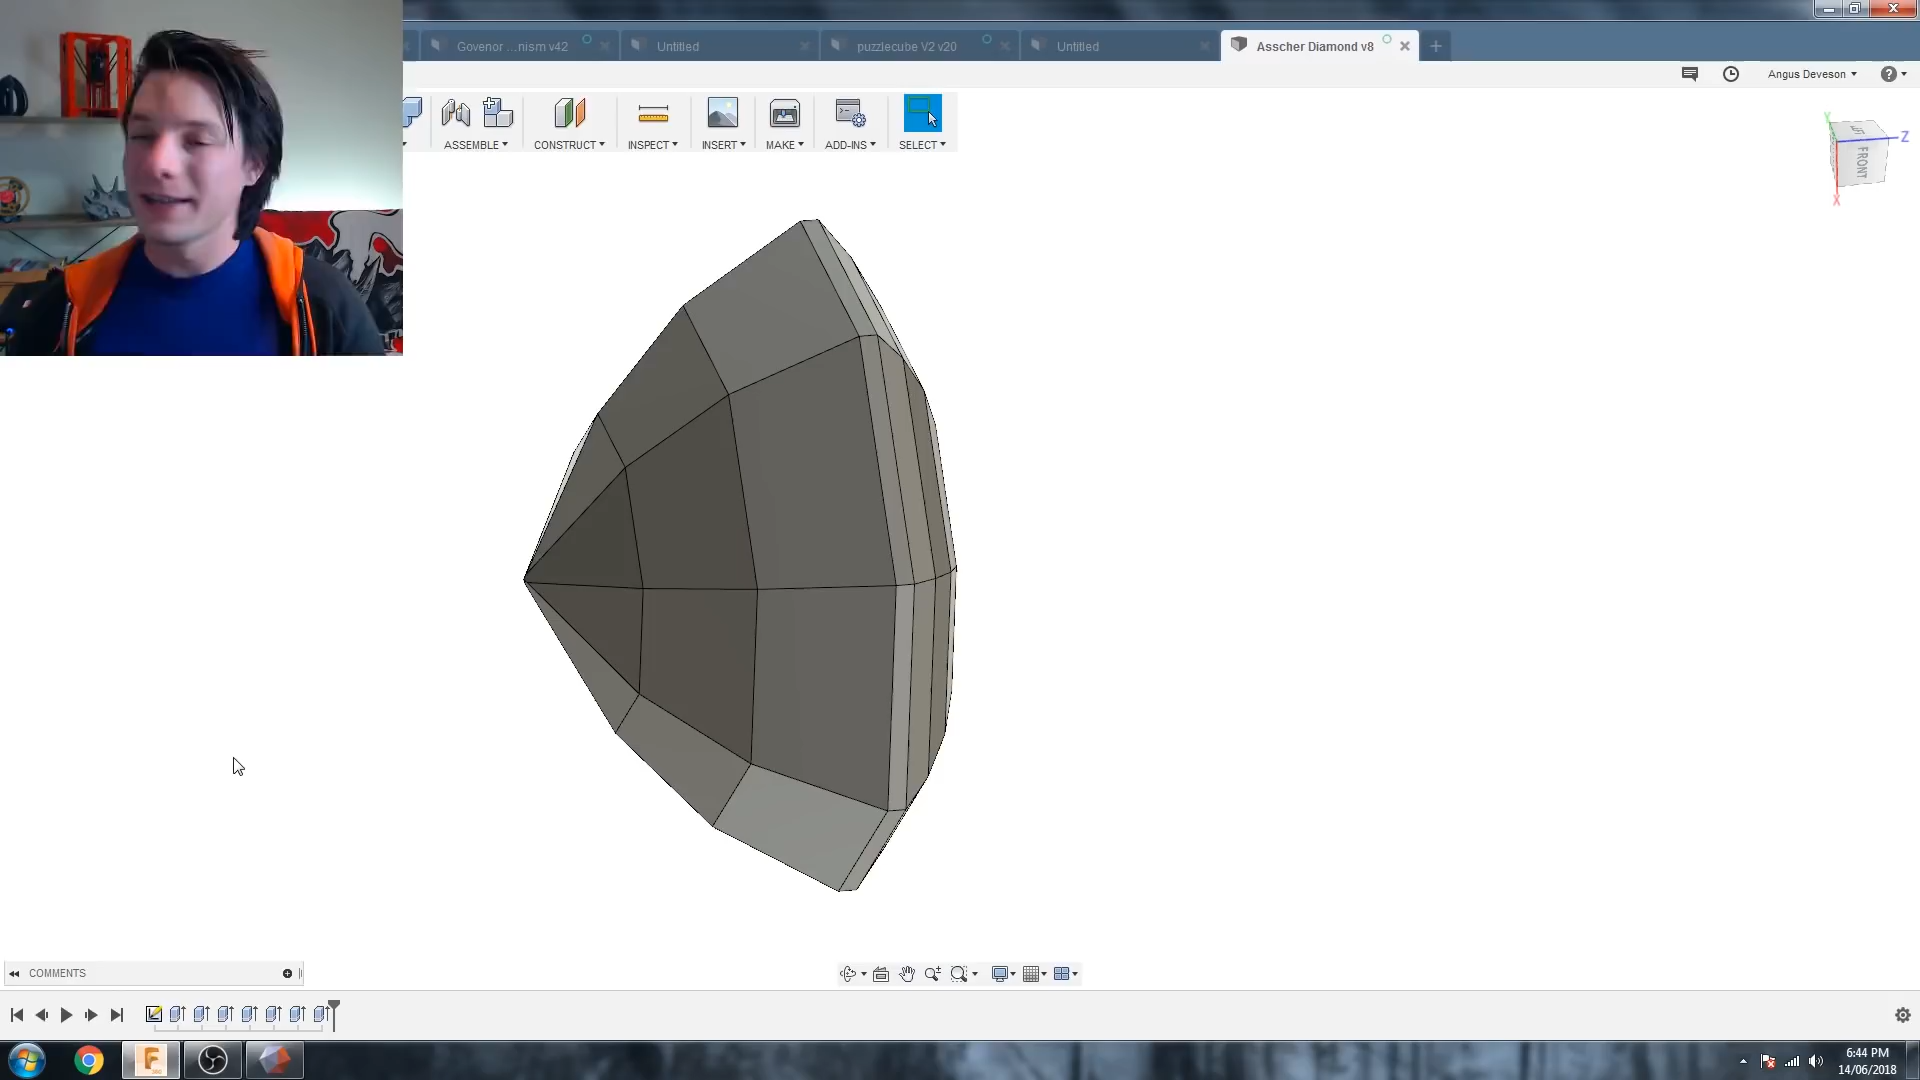 Govenor ...nism v42
Untitled
puzzlecube V2 v20
Untitled
Asscher Diamond v8
Angus Deveson
ASSEMBLE
CONSTRUCT
INSPECT
INSERT
MAKE
ADD-INS
SELECT
Y
Z
X
FRONT
COMMENTS
6:44 PM
14/06/2018